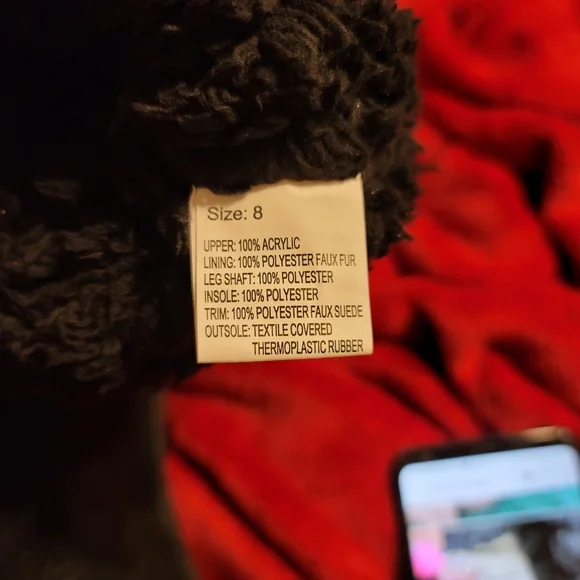 Size: 8
UPPER: 100% ACRYLIC
LINING: 100% POLYESTER FAUX FUR
LEG SHAFT: 100% POLYESTER
INSOLE: 100% POLYESTER
TRIM: 100% POLYESTER FAUX SUEDE
OUTSOLE: TEXTILE COVERED
THERMOPLASTIC RUBBER